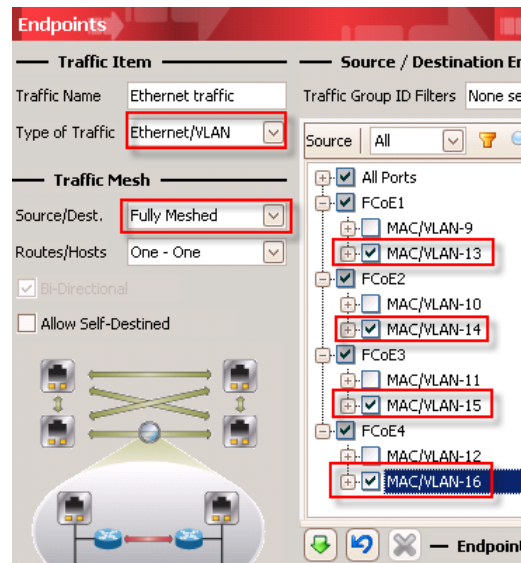 Endpoints
Traffic Item
Traffic Name Ethernet traffic
Type of Traffic Ethernet/VLAN
Traffic Mesh
Source/Dest. Fully Meshed
Routes/Hosts One - One
Bi-Directional
Allow Self-Destined
Source / Destination
Traffic Group ID Filters None
Source All
All Ports
FCoE1
MAC/VLAN-9
MAC/VLAN-13
FCoE2
MAC/VLAN-10
MAC/VLAN-14
FCoE3
MAC/VLAN-11
MAC/VLAN-15
FCoE4
MAC/VLAN-12
MAC/VLAN-16